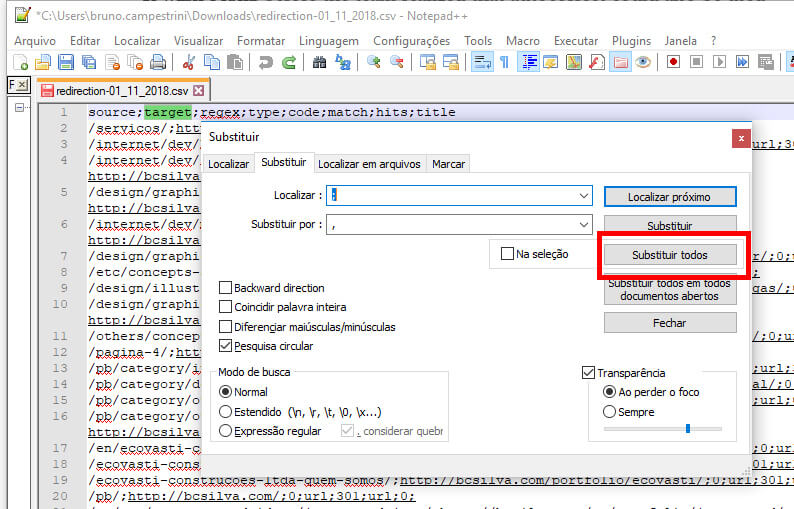 *C:\Users\bruno.campestrini\Downloads\redirection-01_11_2018.csv - Notepad++
Arquivo Editar Localizar Visualizar Formatar Linguagem Configurações Tools Macro Executar Plugins Janela ?
F
redirection-01_11_2018.csv
1 source;target;regex;type;code;match;hits;title
2 /servicos/;
3 /internet/dev/
4 /internet/dev/
http://bcsilva
5 /design/graphi
http://bcsilva
6 /internet/dev/
http://bcsilva
7 /design/graphi
8 /etc/concepts-
9 /design/illust
10 /design/graphi
http://bcsilva
11 /others/concep
12 /pagina-4/;
13 /pb/category/i
14 /pb/category/d
15 /pb/category/o
16 /pb/category/o
http://bcsilva
17 /en/ecovasti-c
18 /ecovasti-cons
19 /ecovasti-construcoes-ltda-quem-somos/;http://bcsilva.com/portfolio/ecovasti/;0;url;301;url;0;
20 /pb/;http://bcsilva.com/;0;url;301;url;0;
Substituir
Localizar Substituir Localizar em arquivos Marcar
Localizar : ; Localizar próximo
Substituir por : , Substituir
Na seleção Substituir todos
Backward direction Substituir todos em todos
documentos abertos
Coincidir palavra inteira
Diferençiar maiúsculas/minúsculas Fechar
Pesquisa circular
Modo de busca Transparência
Normal Ao perder o foco
Estendido (\n, \r, \t, \0, \x...) Sempre
Expressão regular . considerar quebr